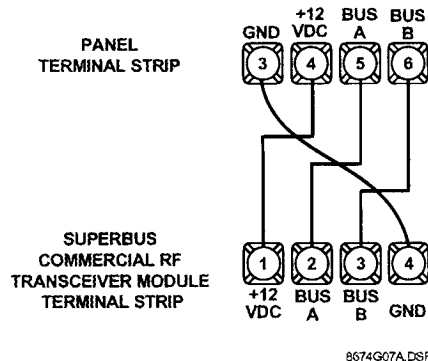 PANEL
TERMINAL STRIP
GND +12 VDC BUS A BUS B
3 4 5 6
SUPERBUS
COMMERCIAL RF
TRANSCEIVER MODULE
TERMINAL STRIP
1 2 3 4
+12 VDC BUS A BUS B GND
8674G07A.DSF